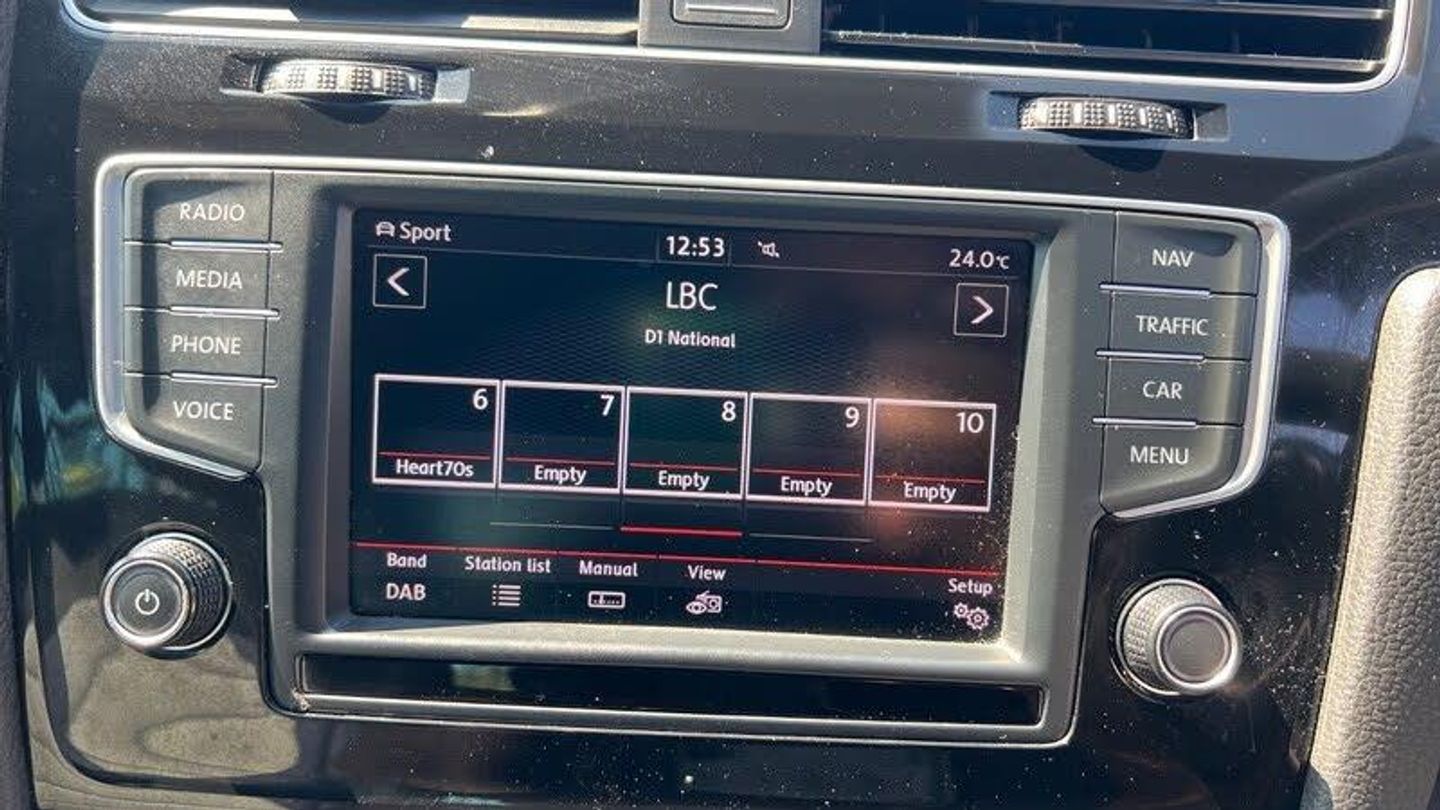 RADIO
MEDIA
PHONE
VOICE
Sport
12:53
24.0°C
LBC
D1 National
6
7
8
9
10
Heart70s
Empty
Empty
Empty
Empty
Band
Station list
Manual
View
Setup
DAB
NAV
TRAFFIC
CAR
MENU